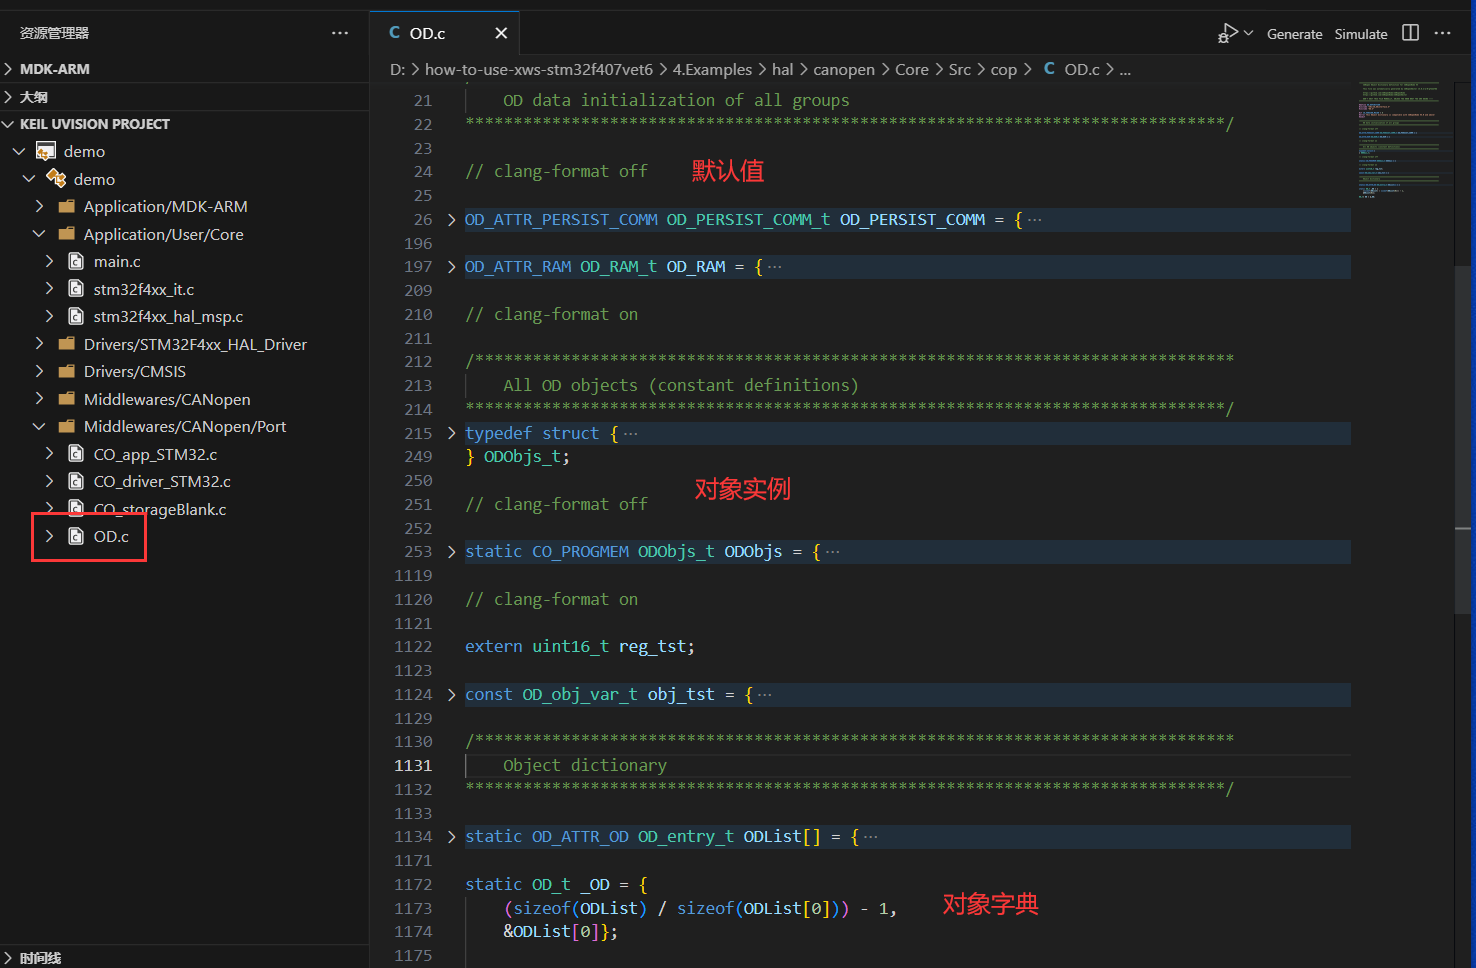 资源管理器
MDK-ARM
大纲
KEIL UVISION PROJECT
demo
demo
Application/MDK-ARM
Application/User/Core
main.c
stm32f4xx_it.c
stm32f4xx_hal_msp.c
Drivers/STM32F4xx_HAL_Driver
Drivers/CMSIS
Middlewares/CANopen
Middlewares/CANopen/Port
CO_app_STM32.c
CO_driver_STM32.c
CO_storageBlank.c
OD.c
时间线
C OD.c
Generate Simulate
D: > how-to-use-xws-stm32f407vet6 > 4.Examples > hal > canopen > Core > Src > cop > C OD.c > ...
21 OD data initialization of all groups
22 *******************************************************************************/
23
24 // clang-format off 默认值
25
26 OD_ATTR_PERSIST_COMM OD_PERSIST_COMM_t OD_PERSIST_COMM = {···
196
197 OD_ATTR_RAM OD_RAM_t OD_RAM = {···
209
210 // clang-format on
211
212 /*******************************************************************************
213 All OD objects (constant definitions)
214 *******************************************************************************/
215 typedef struct {···
249 } ODObjs_t;
250
对象实例
251 // clang-format off
252
253 static CO_PROGMEM ODObjs_t ODObjs = {···
1119
1120 // clang-format on
1121
1122 extern uint16_t reg_tst;
1123
1124 const OD_obj_var_t obj_tst = {···
1129
1130 /*******************************************************************************
1131 Object dictionary
1132 *******************************************************************************/
1133
1134 static OD_ATTR_OD OD_entry_t ODList[] = {···
1171
1172 static OD_t _OD = {
1173 (sizeof(ODList) / sizeof(ODList[0])) - 1, 对象字典
1174 &ODList[0]};
1175